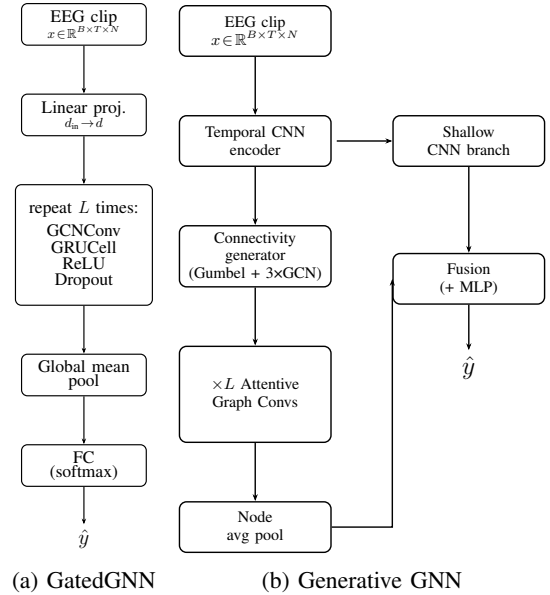 EEG clip
x ∈ ℝ^{B×T×N}
Linear proj.
d_{in} → d
repeat L times:
GCNConv
GRUCell
ReLU
Dropout
Global mean
pool
FC
(softmax)
ŷ
(a) GatedGNN
EEG clip
x ∈ ℝ^{B×T×N}
Temporal CNN
encoder
Shallow
CNN branch
Connectivity
generator
(Gumbel + 3×GCN)
Fusion
(+ MLP)
ŷ
×L Attentive
Graph Convs
Node
avg pool
(b) Generative GNN